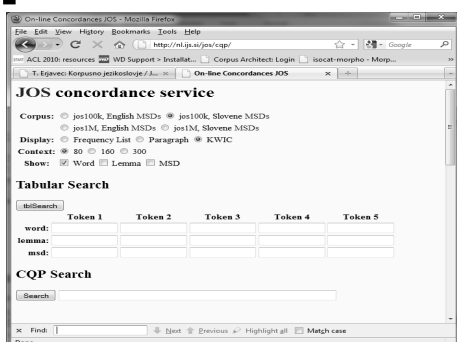 On-line Concordances JOS - Mozilla Firefox
File Edit View History Bookmarks Tools Help
http://nl.ijs.si/jos/cqp/ Google
ACL 2010: resources WD Support > Installat... Corpus Architect: Login isocat-morpho - Morp... »
T. Erjavec: Korpusno jezikoslovje / J... × On-line Concordances JOS ×
JOS concordance service
Corpus: jos100k, English MSDs jos100k, Slovene MSDs
jos1M, English MSDs jos1M, Slovene MSDs
Display: Frequency List Paragraph KWIC
Context: 80 160 300
Show: Word Lemma MSD
Tabular Search
tblSearch
Token 1 Token 2 Token 3 Token 4 Token 5
word:
lemma:
msd:
CQP Search
Search
× Find: Next Previous Highlight all Match case